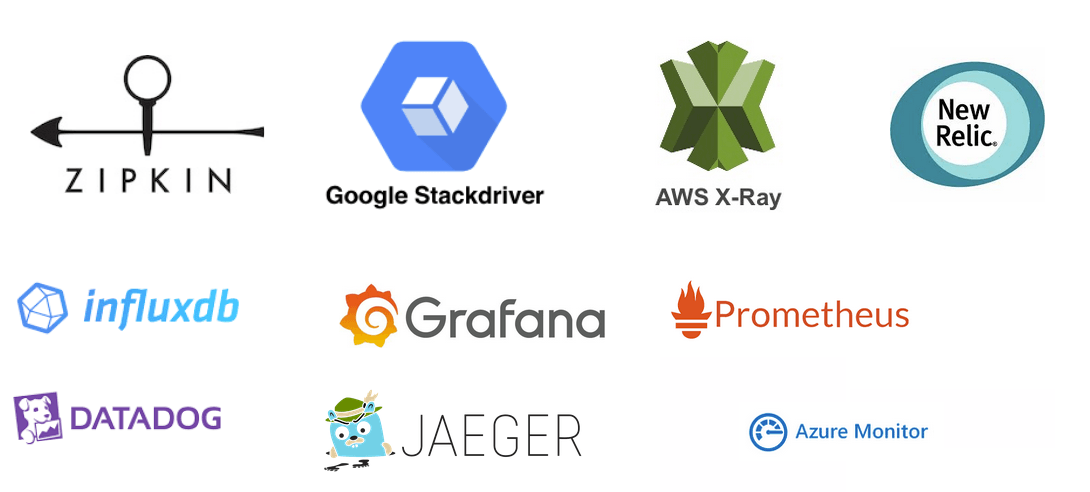 ZIPKIN
Google Stackdriver
AWS X-Ray
New
Relic®
influxdb
Grafana
Prometheus
DATADOG
JAEGER
Azure Monitor